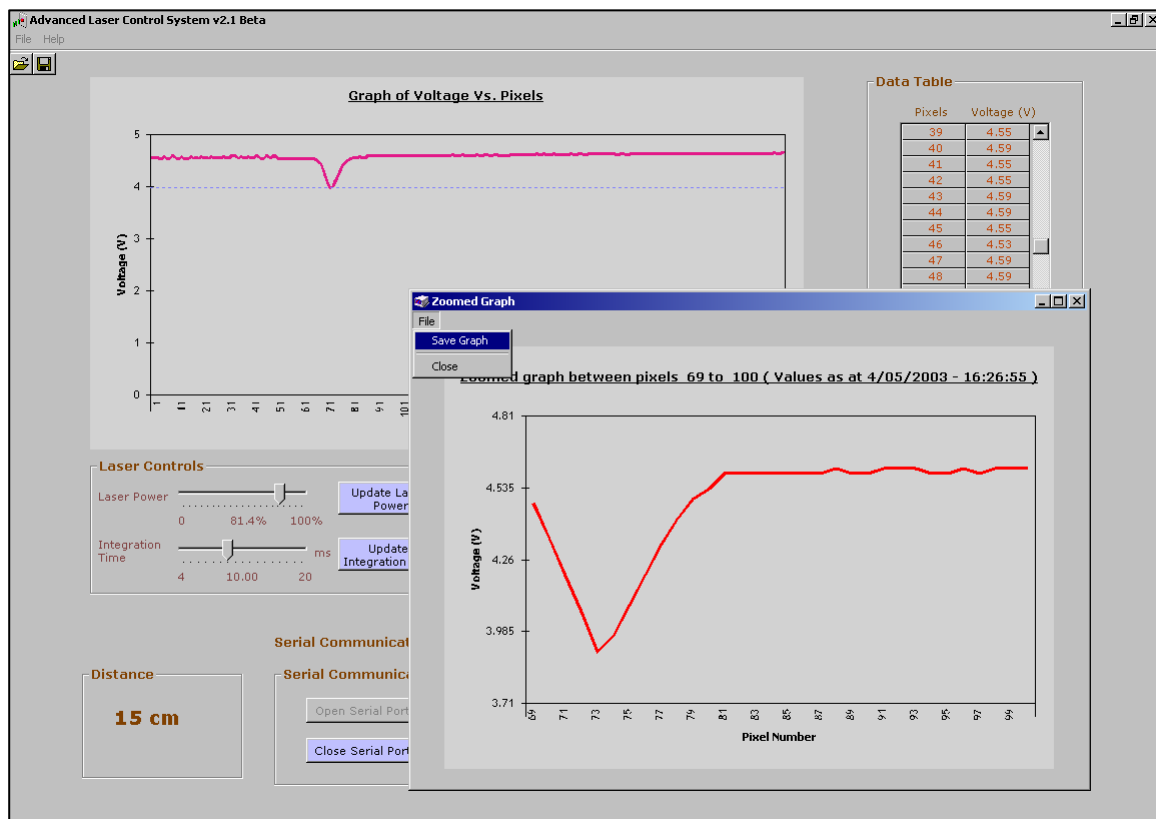 Advanced Laser Control System v2.1 Beta
File Help
Graph of Voltage Vs. Pixels
Voltage (V)
5
4
3
2
1
0
1 11 21 31 41 51 61 71 81 91 101
Data Table
Pixels Voltage (V)
39 4.55
40 4.59
41 4.55
42 4.55
43 4.59
44 4.59
45 4.55
46 4.53
47 4.59
48 4.59
Laser Controls
Laser Power
0 81.4% 100%
Update La
Power
Integration
Time
ms
4 10.00 20
Update
Integration
Distance
15 cm
Serial Communicat
Serial Communica
Open Serial Port
Close Serial Port
Zoomed Graph
File
Save Graph
Close
Zoomed graph between pixels 69 to 100 ( Values as at 4/05/2003 - 16:26:55 )
Voltage (V)
4.81
4.535
4.26
3.985
3.71
69 71 73 75 77 79 81 83 85 87 89 91 93 95 97 99
Pixel Number